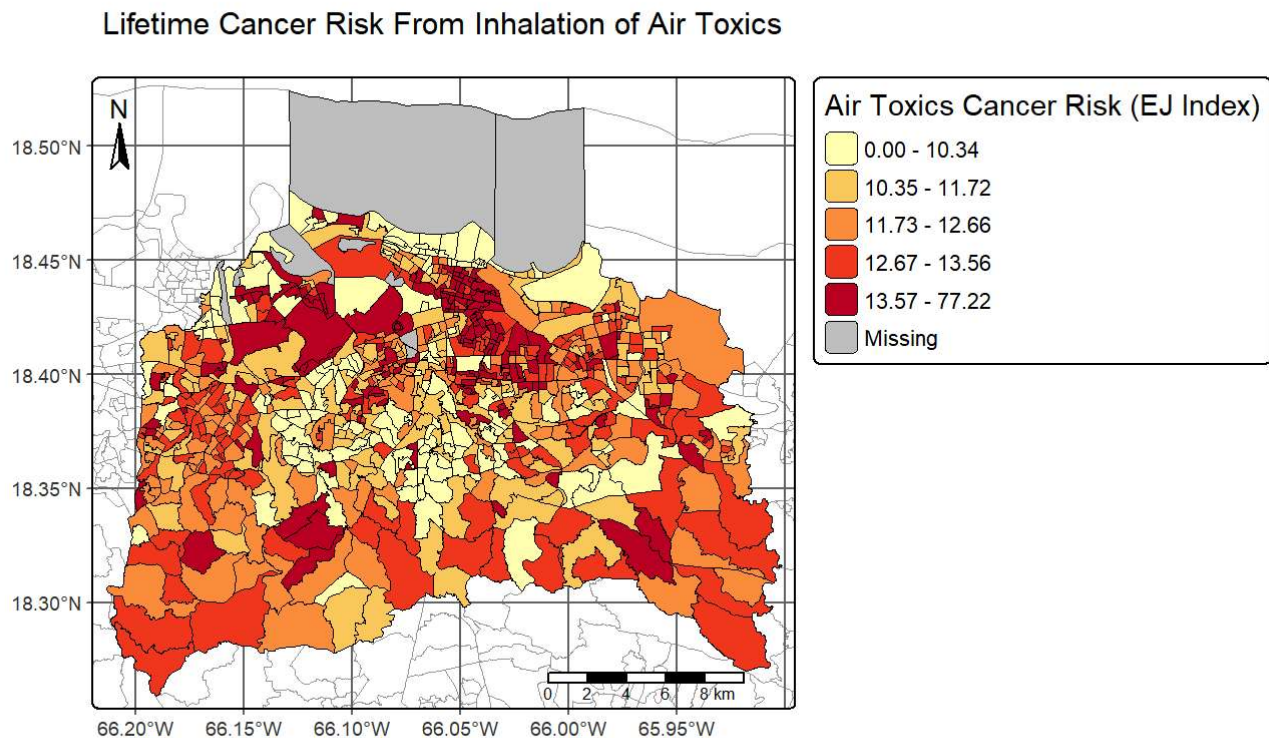 Lifetime Cancer Risk From Inhalation of Air Toxics
N
18.50°N
18.45°N
18.40°N
18.35°N
18.30°N
66.20°W 66.15°W 66.10°W 66.05°W 66.00°W 65.95°W
0 2 4 6 8 km
Air Toxics Cancer Risk (EJ Index)
0.00 - 10.34
10.35 - 11.72
11.73 - 12.66
12.67 - 13.56
13.57 - 77.22
Missing